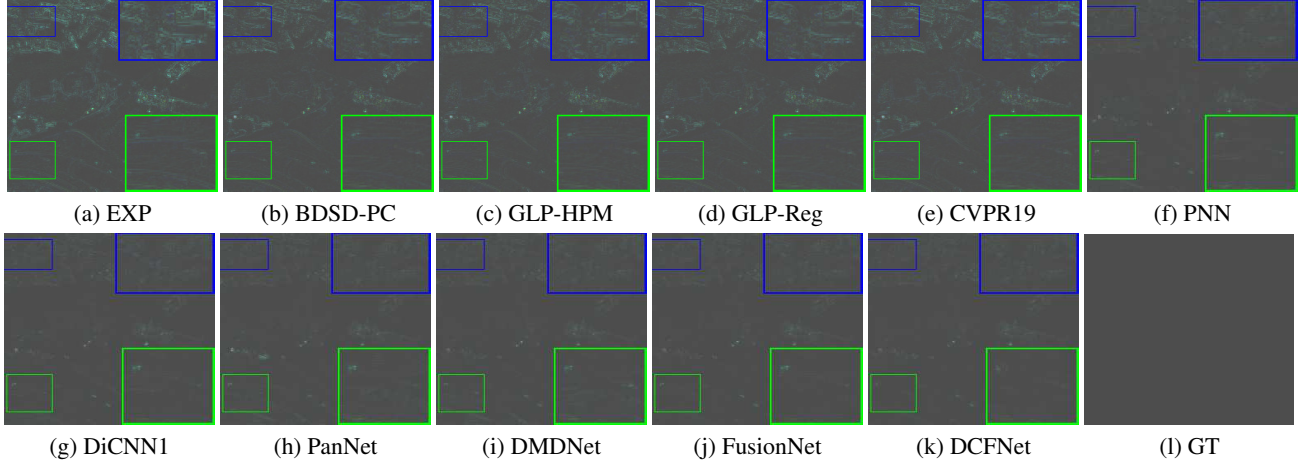 (a) EXP (b) BDSD-PC (c) GLP-HPM (d) GLP-Reg (e) CVPR19 (f) PNN
(g) DiCNN1 (h) PanNet (i) DMDNet (j) FusionNet (k) DCFNet (l) GT